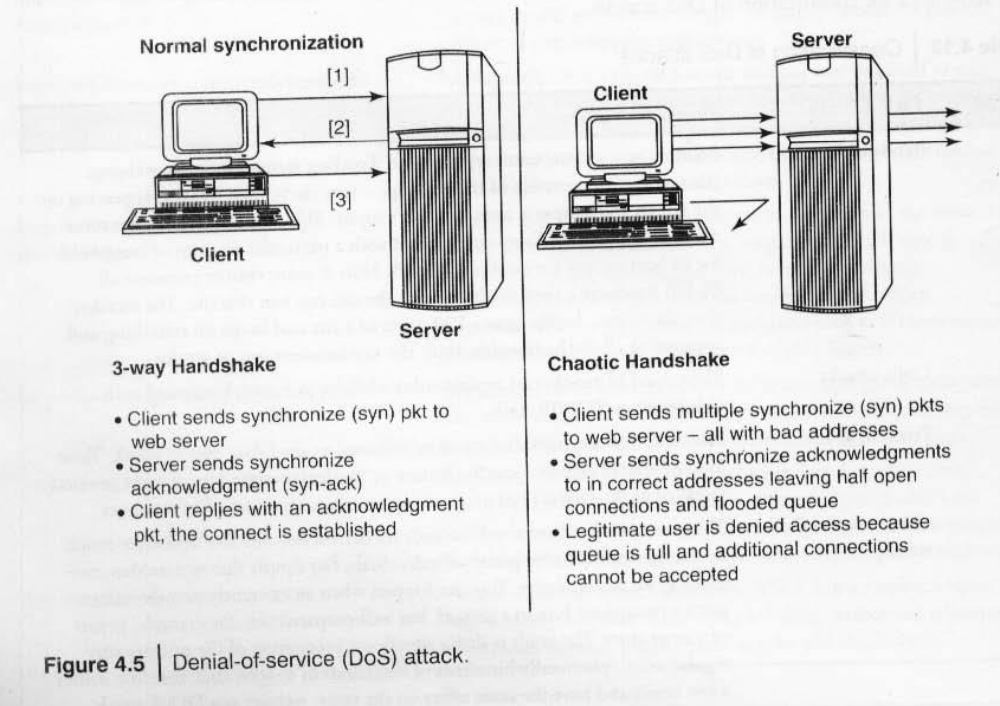 Normal synchronization
[1]
[2]
[3]
Client
Server
3-way Handshake
• Client sends synchronize (syn) pkt to
web server
• Server sends synchronize
acknowledgment (syn-ack)
• Client replies with an acknowledgment
pkt, the connect is established
Server
Client
Chaotic Handshake
• Client sends multiple synchronize (syn) pkts
to web server – all with bad addresses
• Server sends synchronize acknowledgments
to in correct addresses leaving half open
connections and flooded queue
• Legitimate user is denied access because
queue is full and additional connections
cannot be accepted
Figure 4.5 | Denial-of-service (DoS) attack.